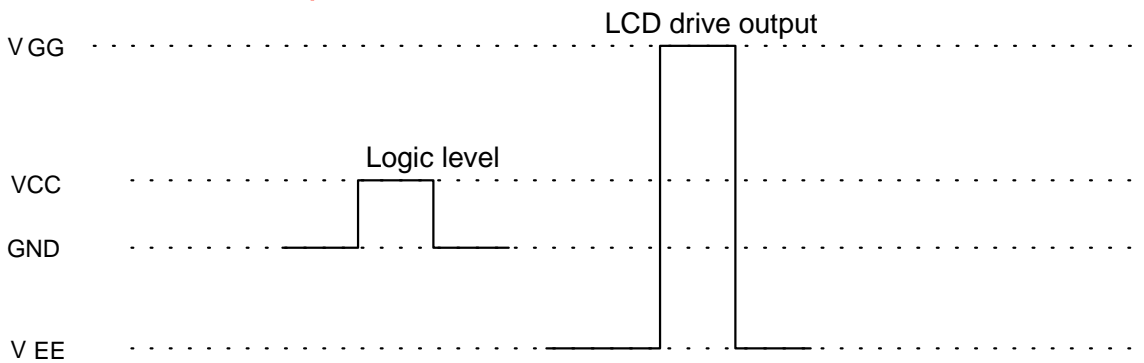 LCD drive output
V GG
Logic level
VCC
GND
V EE